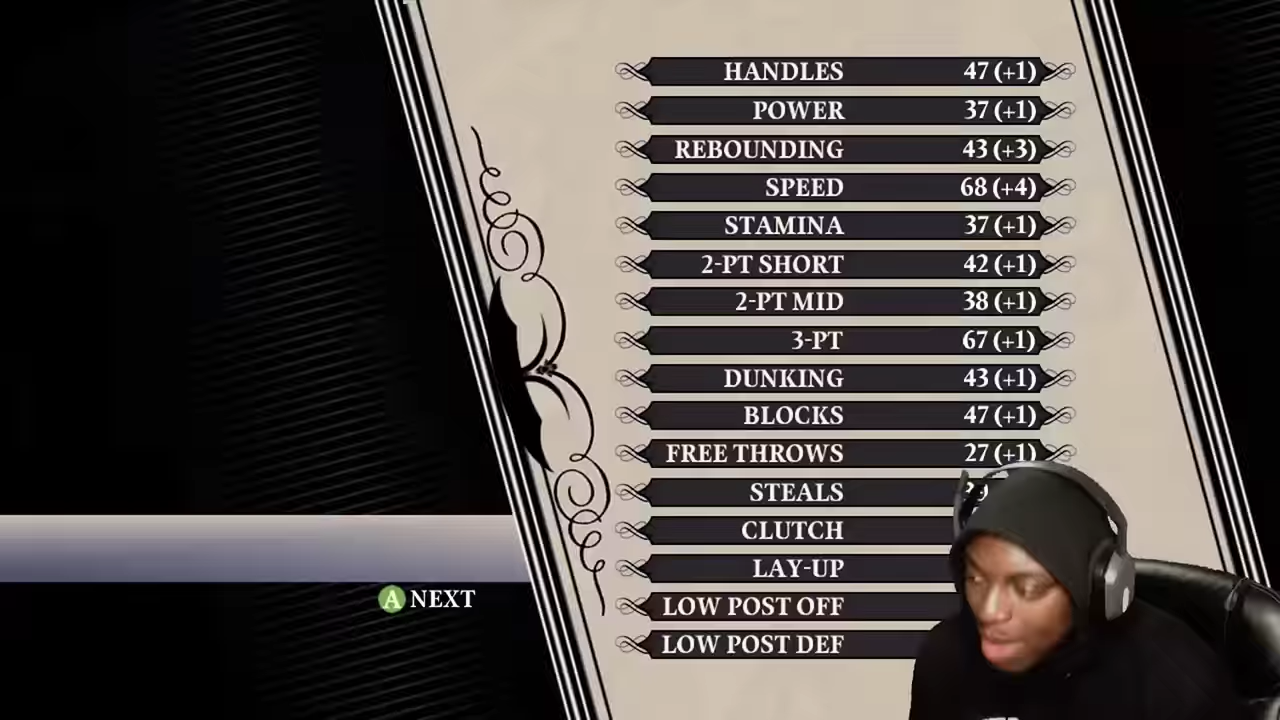 HANDLES 47 (+1)
POWER 37 (+1)
REBOUNDING 43 (+3)
SPEED 68 (+4)
STAMINA 37 (+1)
2-PT SHORT 42 (+1)
2-PT MID 38 (+1)
3-PT 67 (+1)
DUNKING 43 (+1)
BLOCKS 47 (+1)
FREE THROWS 27 (+1)
STEALS
CLUTCH
LAY-UP
LOW POST OFF
LOW POST DEF
A NEXT